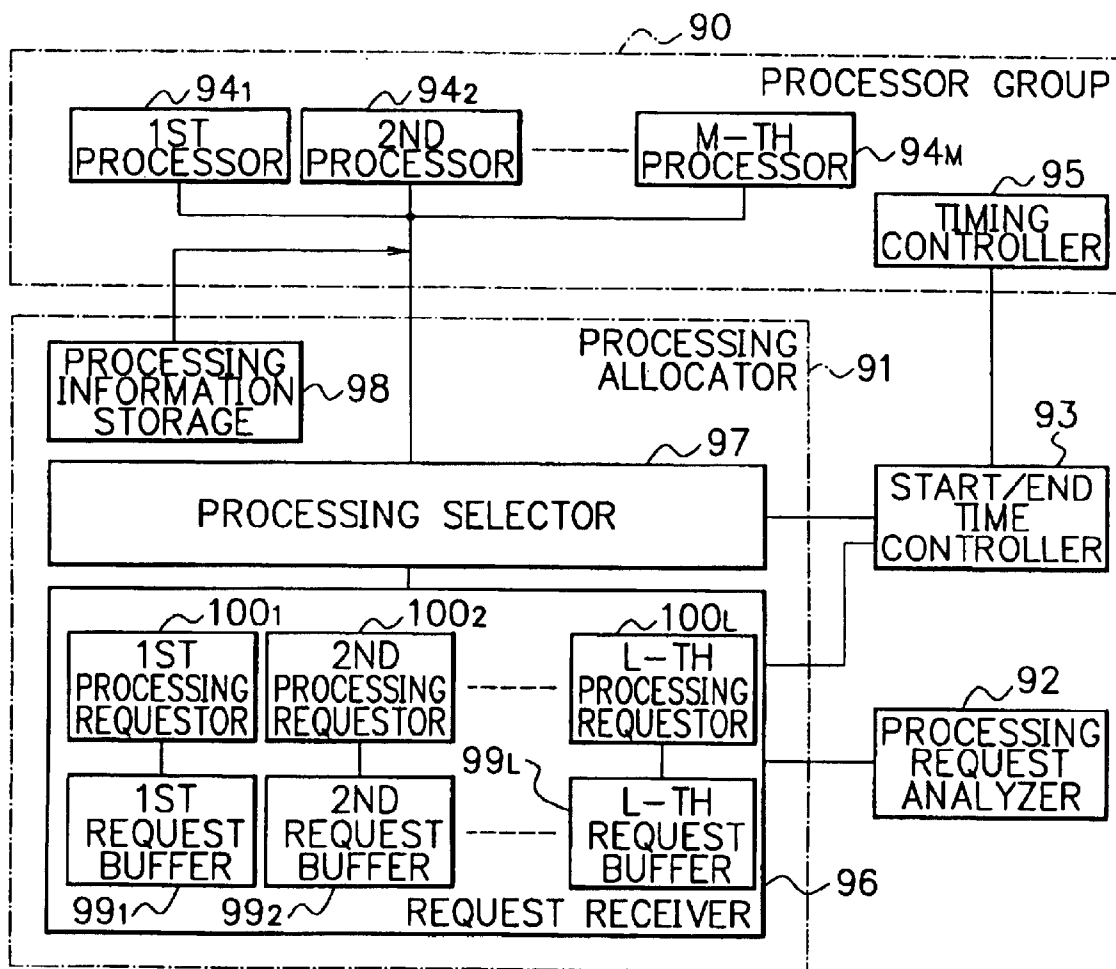 90
PROCESSOR GROUP
941
1ST
PROCESSOR
942
2ND
PROCESSOR
M-TH
PROCESSOR
94M
95
TIMING
CONTROLLER
PROCESSING
INFORMATION
STORAGE
98
PROCESSING
ALLOCATOR
91
97
PROCESSING SELECTOR
93
START/END
TIME
CONTROLLER
1001
1ST
PROCESSING
REQUESTOR
1002
2ND
PROCESSING
REQUESTOR
100L
L-TH
PROCESSING
REQUESTOR
92
PROCESSING
REQUEST
ANALYZER
1ST
REQUEST
BUFFER
991
2ND
REQUEST
BUFFER
992
99L
L-TH
REQUEST
BUFFER
96
REQUEST RECEIVER